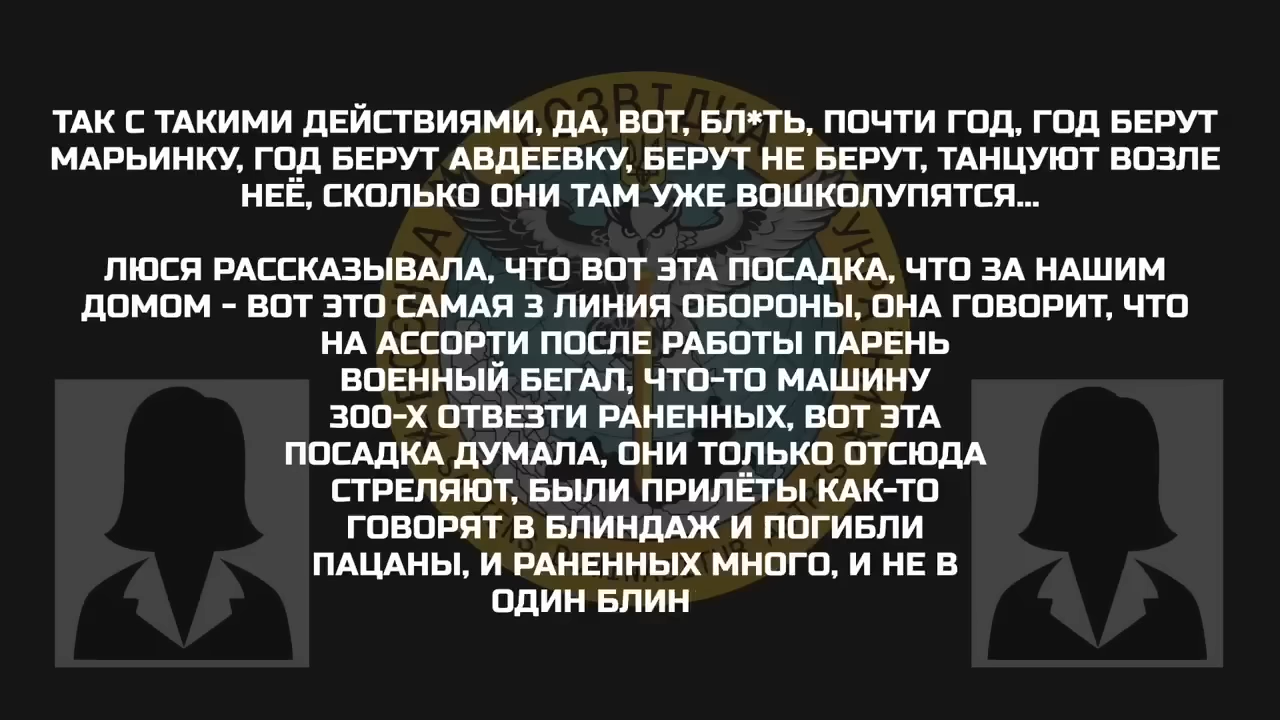 ТАК С ТАКИМИ ДЕЙСТВИЯМИ, ДА, ВОТ, БЛ*ТЬ, ПОЧТИ ГОД, ГОД БЕРУТ
МАРЬИНКУ, ГОД БЕРУТ АВДЕЕВКУ, БЕРУТ НЕ БЕРУТ, ТАНЦУЮТ ВОЗЛЕ
НЕЁ, СКОЛЬКО ОНИ ТАМ УЖЕ ВОШКОЛУПЯТСЯ...
ЛЮСЯ РАССКАЗЫВАЛА, ЧТО ВОТ ЭТА ПОСАДКА, ЧТО ЗА НАШИМ
ДОМОМ - ВОТ ЭТО САМАЯ 3 ЛИНИЯ ОБОРОНЫ, ОНА ГОВОРИТ, ЧТО
НА АССОРТИ ПОСЛЕ РАБОТЫ ПАРЕНЬ
ВОЕННЫЙ БЕГАЛ, ЧТО-ТО МАШИНУ
300-Х ОТВЕЗТИ РАНЕННЫХ, ВОТ ЭТА
ПОСАДКА ДУМАЛА, ОНИ ТОЛЬКО ОТСЮДА
СТРЕЛЯЮТ, БЫЛИ ПРИЛЁТЫ КАК-ТО
ГОВОРЯТ В БЛИНДАЖ И ПОГИБЛИ
ПАЦАНЫ, И РАНЕННЫХ МНОГО, И НЕ В
ОДИН БЛИН